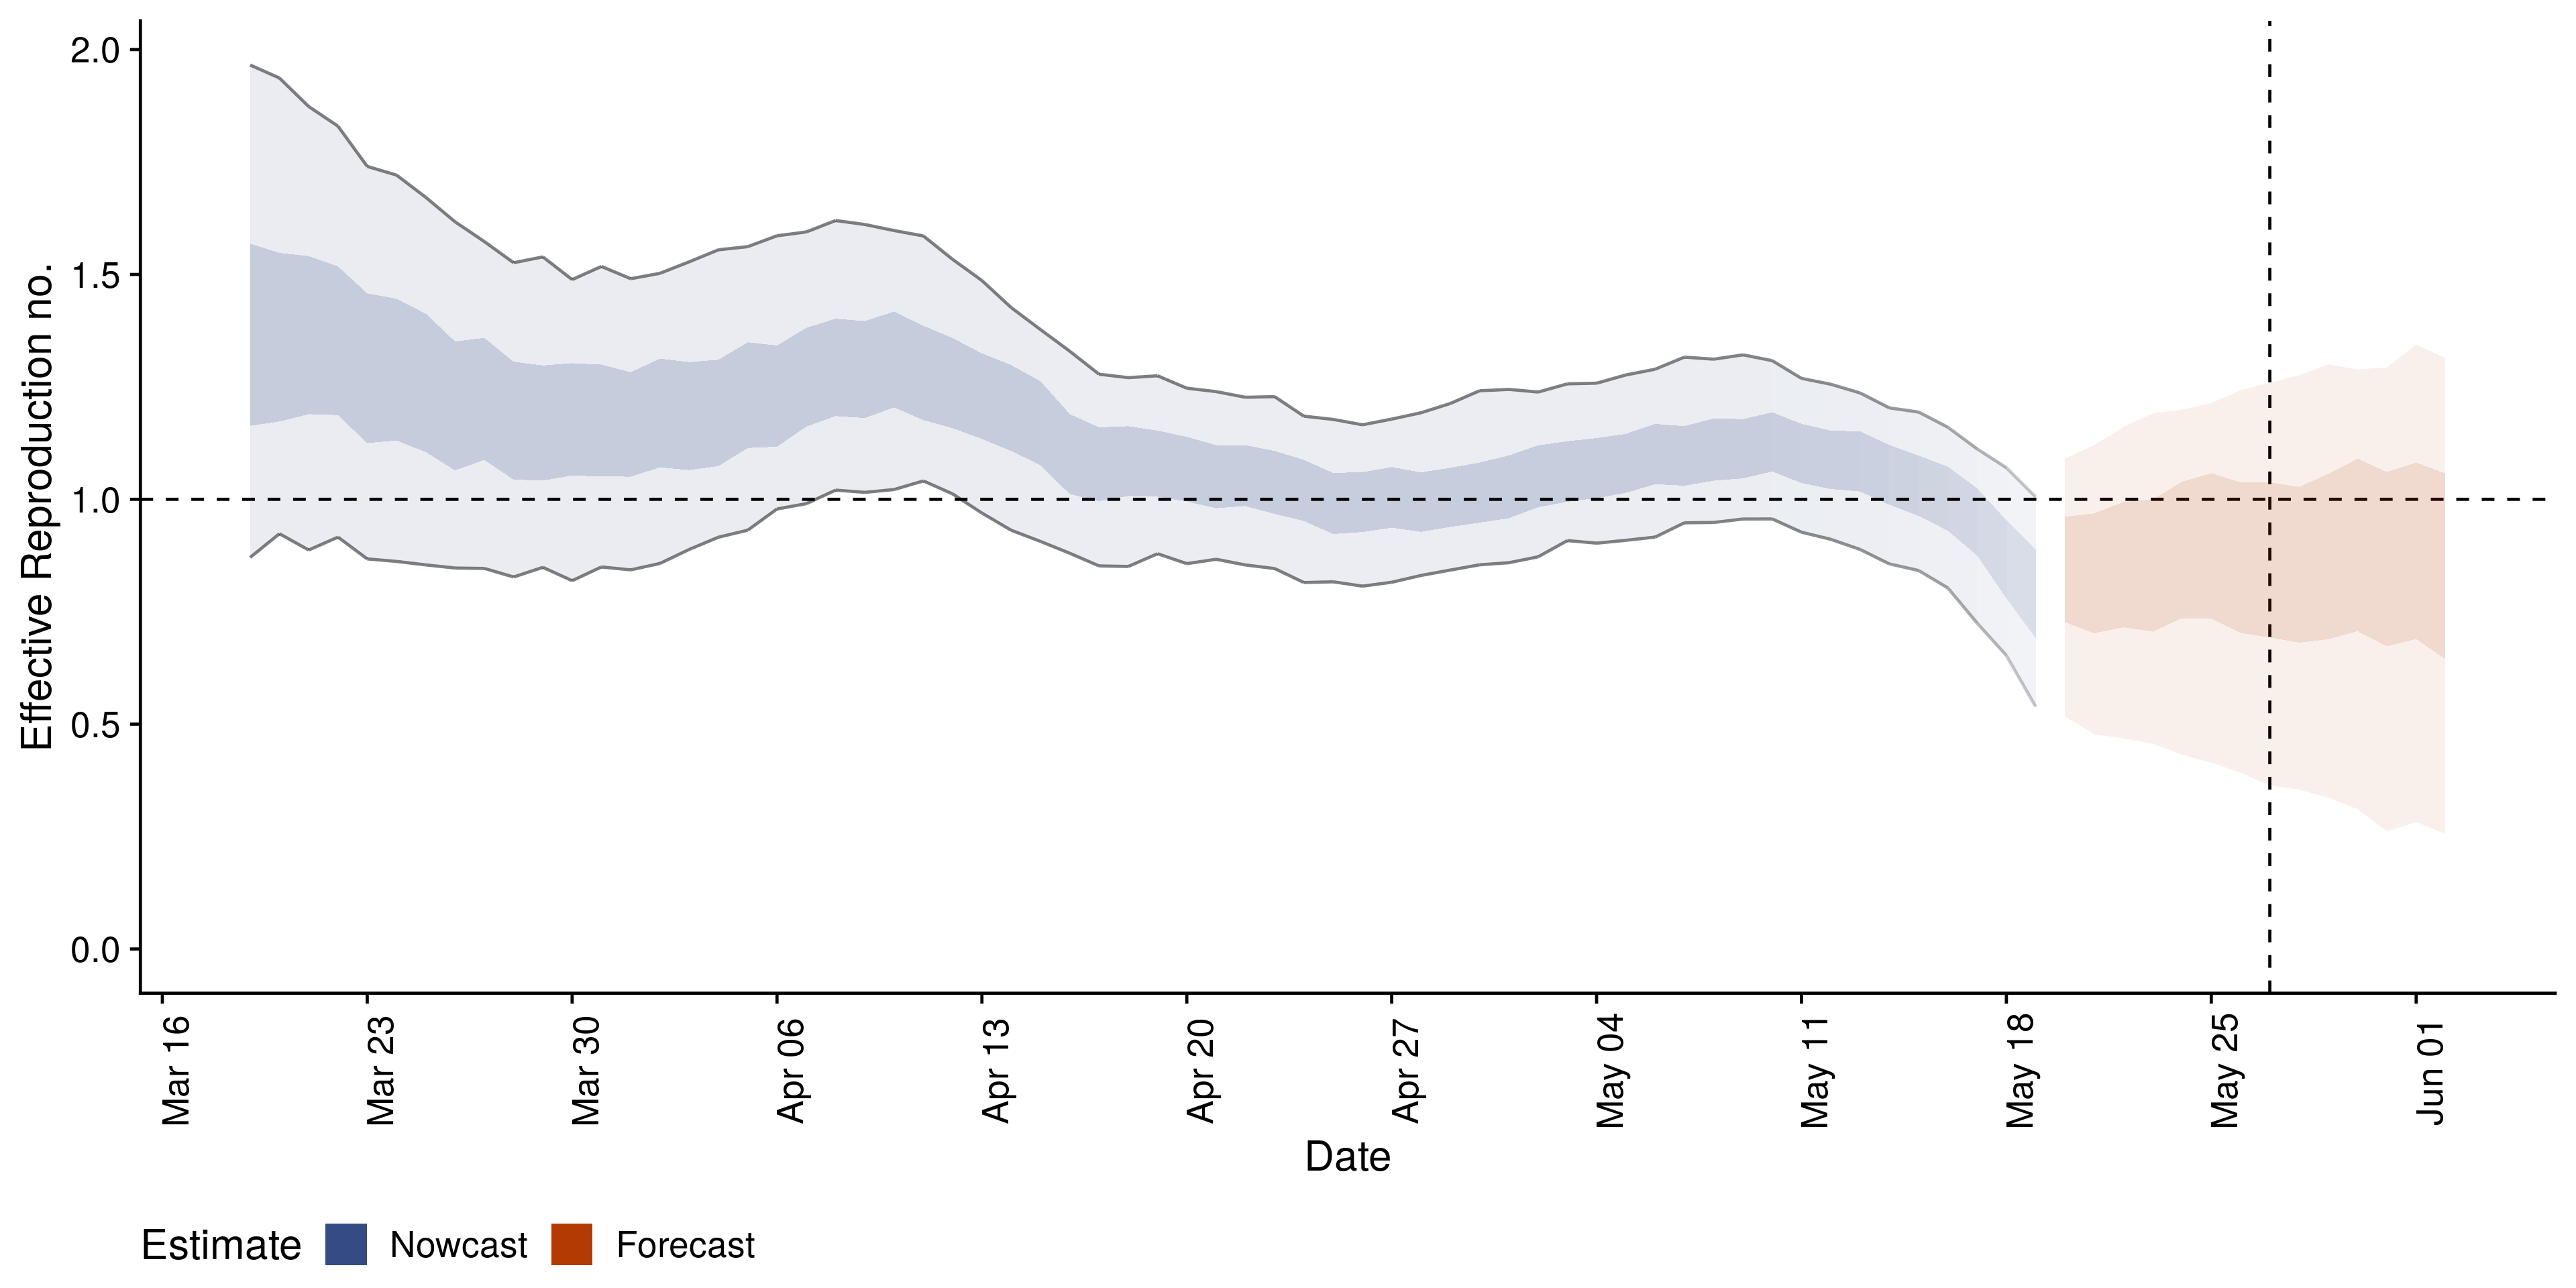 Effective Reproduction no.
2.0
1.5
1.0
0.5
0.0
Mar 16
Mar 23
Mar 30
Apr 06
Apr 13
Apr 20
Apr 27
May 04
May 11
May 18
May 25
Jun 01
Date
Estimate Nowcast Forecast